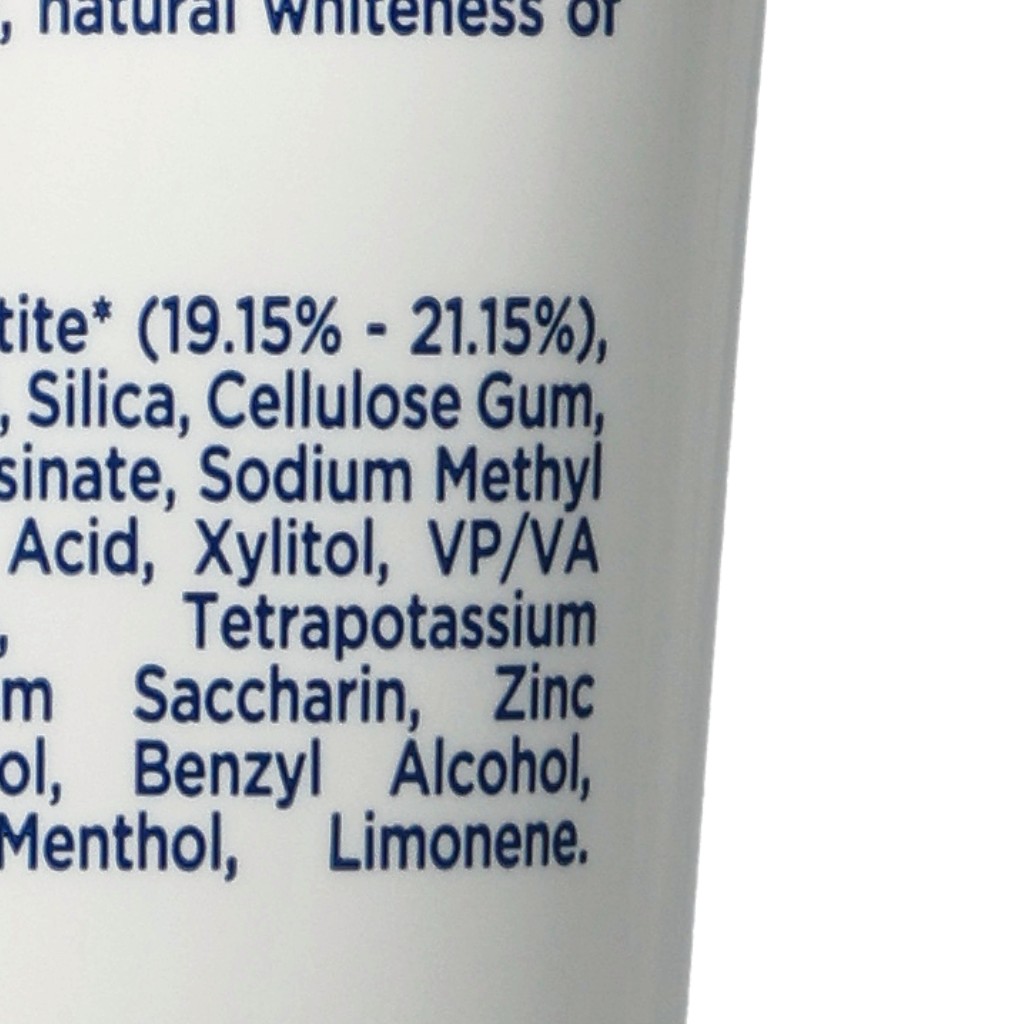 , natural whiteness of
tite* (19.15% - 21.15%),
, Silica, Cellulose Gum,
sinate, Sodium Methyl
Acid, Xylitol, VP/VA
, Tetrapotassium
m Saccharin, Zinc
ol, Benzyl Alcohol,
Menthol, Limonene.